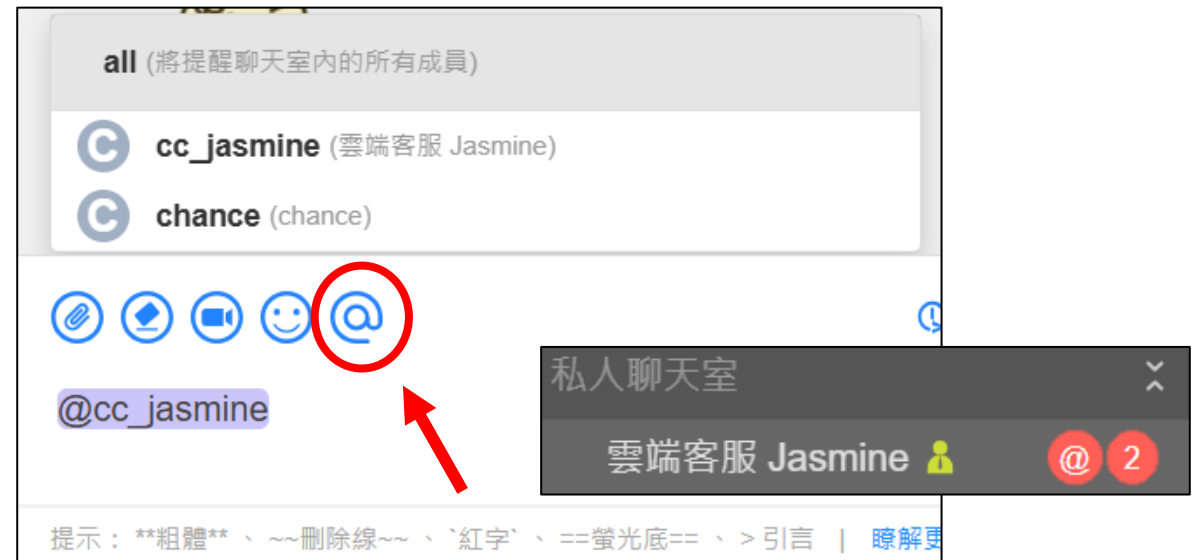 all (將提醒聊天室內的所有成員)
C cc_jasmine (雲端客服 Jasmine)
C chance (chance)
@
@cc_jasmine
私人聊天室
雲端客服 Jasmine @ 2
提示： **粗體** 、 ~~刪除線~~ 、 `紅字` 、 ==螢光底== 、 > 引言 | 瞭解更